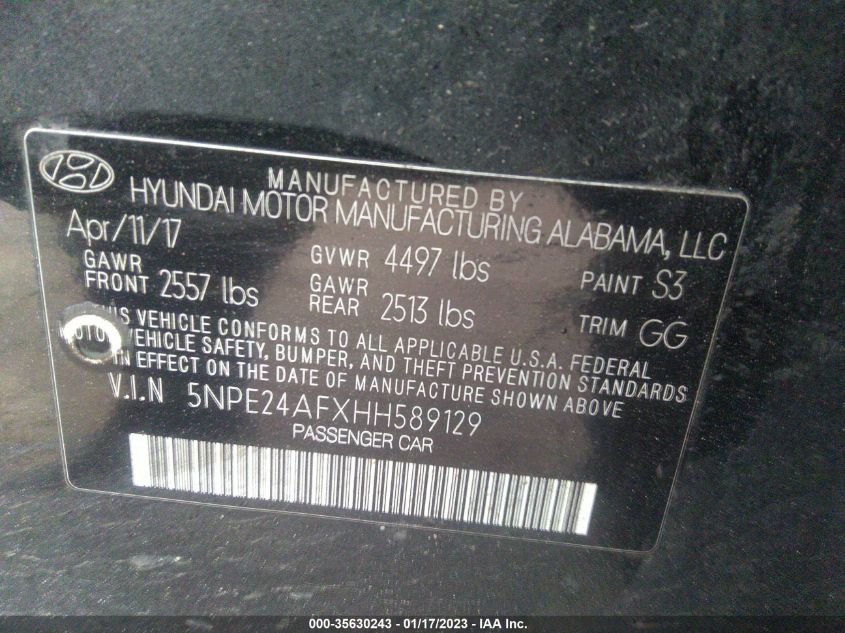 MANUFACTURED BY
HYUNDAI MOTOR MANUFACTURING ALABAMA, LLC
Apr/11/17
GAWR FRONT 2557 lbs
GVWR 4497 lbs
GAWR REAR 2513 lbs
PAINT S3
TRIM GG
VEHICLE CONFORMS TO ALL APPLICABLE U.S.A. FEDERAL
VEHICLE SAFETY, BUMPER, AND THEFT PREVENTION STANDARDS
IN EFFECT ON THE DATE OF MANUFACTURE SHOWN ABOVE
V.I.N 5NPE24AFXHH589129
PASSENGER CAR
000-35630243 - 01/17/2023 - IAA Inc.